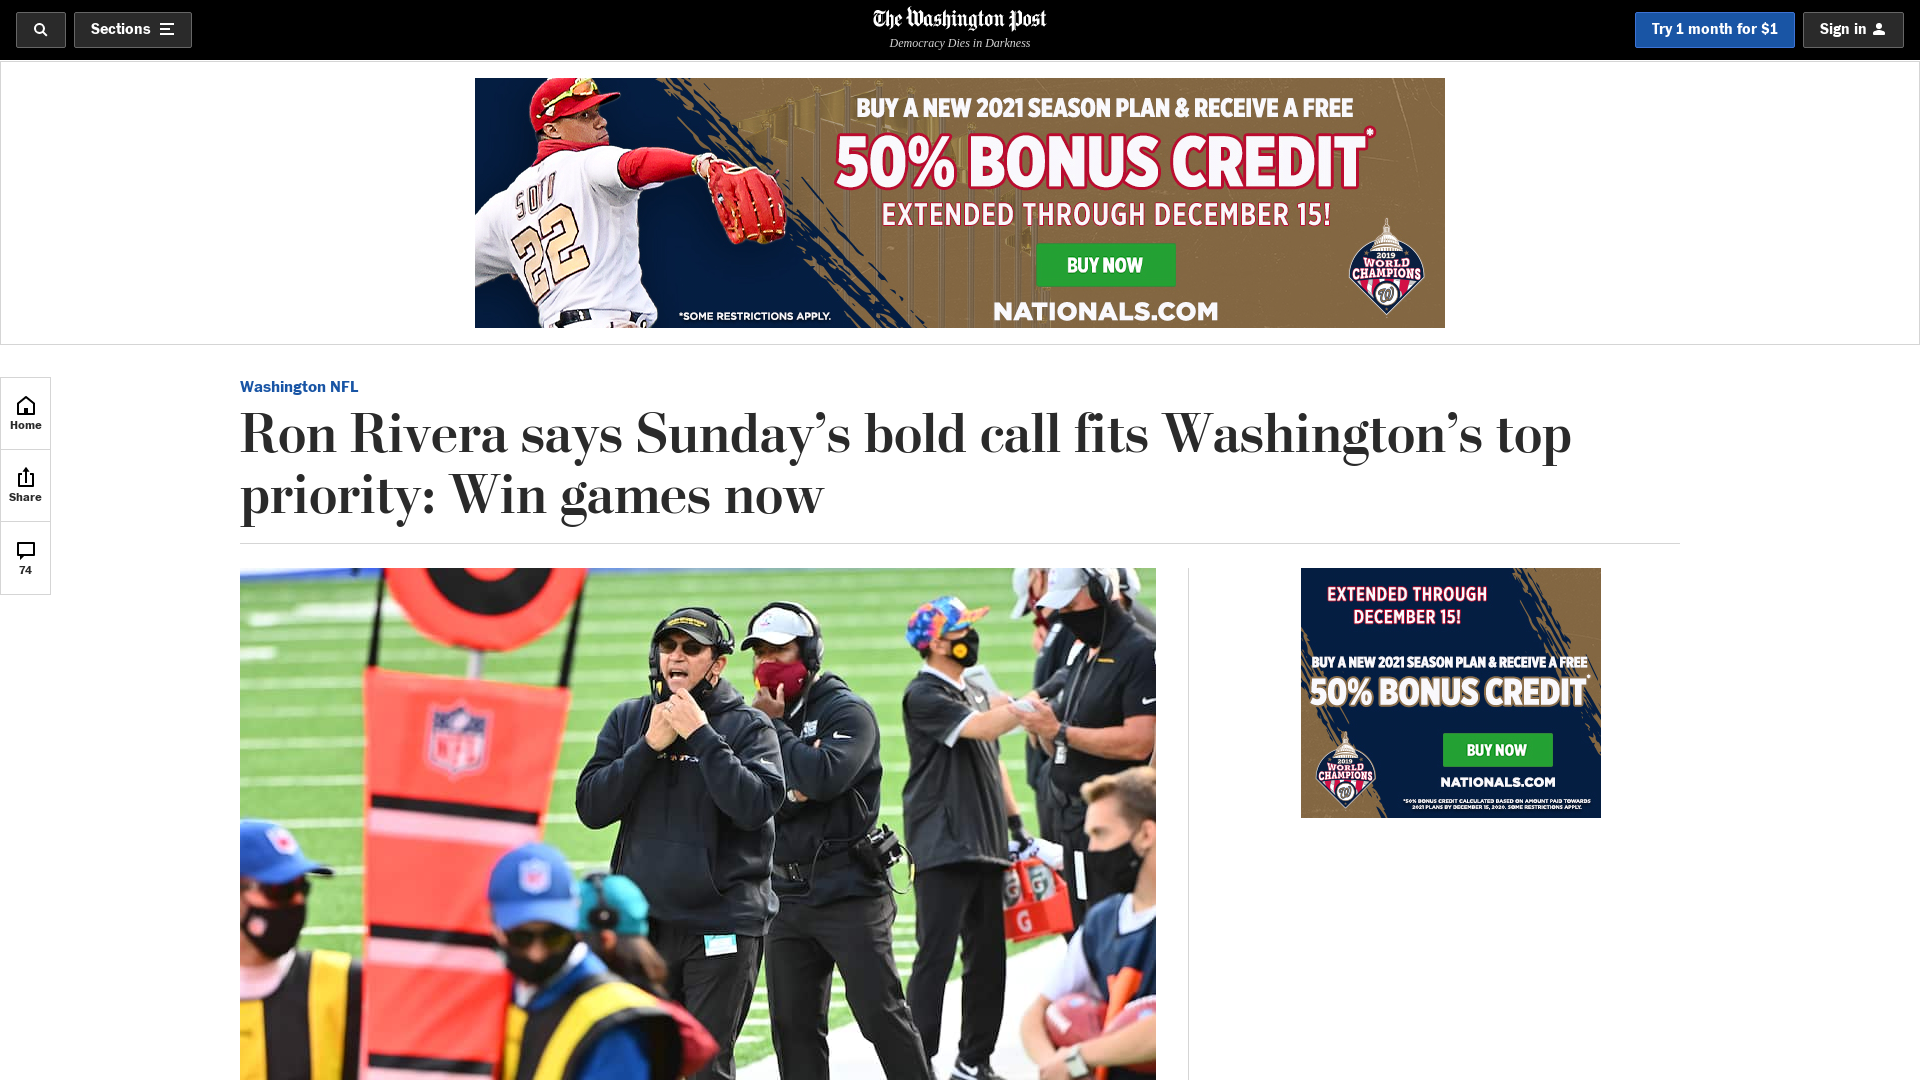 Sections
The Washington Post
Democracy Dies in Darkness
Try 1 month for $1
Sign in
BUY A NEW 2021 SEASON PLAN & RECEIVE A FREE
50% BONUS CREDIT*
EXTENDED THROUGH DECEMBER 15!
BUY NOW
NATIONALS.COM
*SOME RESTRICTIONS APPLY.
SOTO
22
2019
WORLD
CHAMPIONS
W
Home
Share
74
Washington NFL
Ron Rivera says Sunday’s bold call fits Washington’s top
priority: Win games now
NFL
G
G
G
EXTENDED THROUGH
DECEMBER 15!
BUY A NEW 2021 SEASON PLAN & RECEIVE A FREE
50% BONUS CREDIT*
BUY NOW
NATIONALS.COM
2019
WORLD
CHAMPIONS
W
*50% BONUS CREDIT CALCULATED BASED ON AMOUNT PAID TOWARDS
2021 PLANS BY DECEMBER 15, 2020. SOME RESTRICTIONS APPLY.